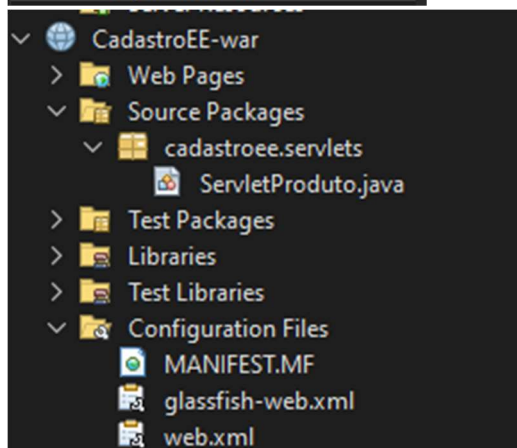 CadastroEE-war
Web Pages
Source Packages
cadastroee.servlets
ServletProduto.java
Test Packages
Libraries
Test Libraries
Configuration Files
MANIFEST.MF
glassfish-web.xml
web.xml